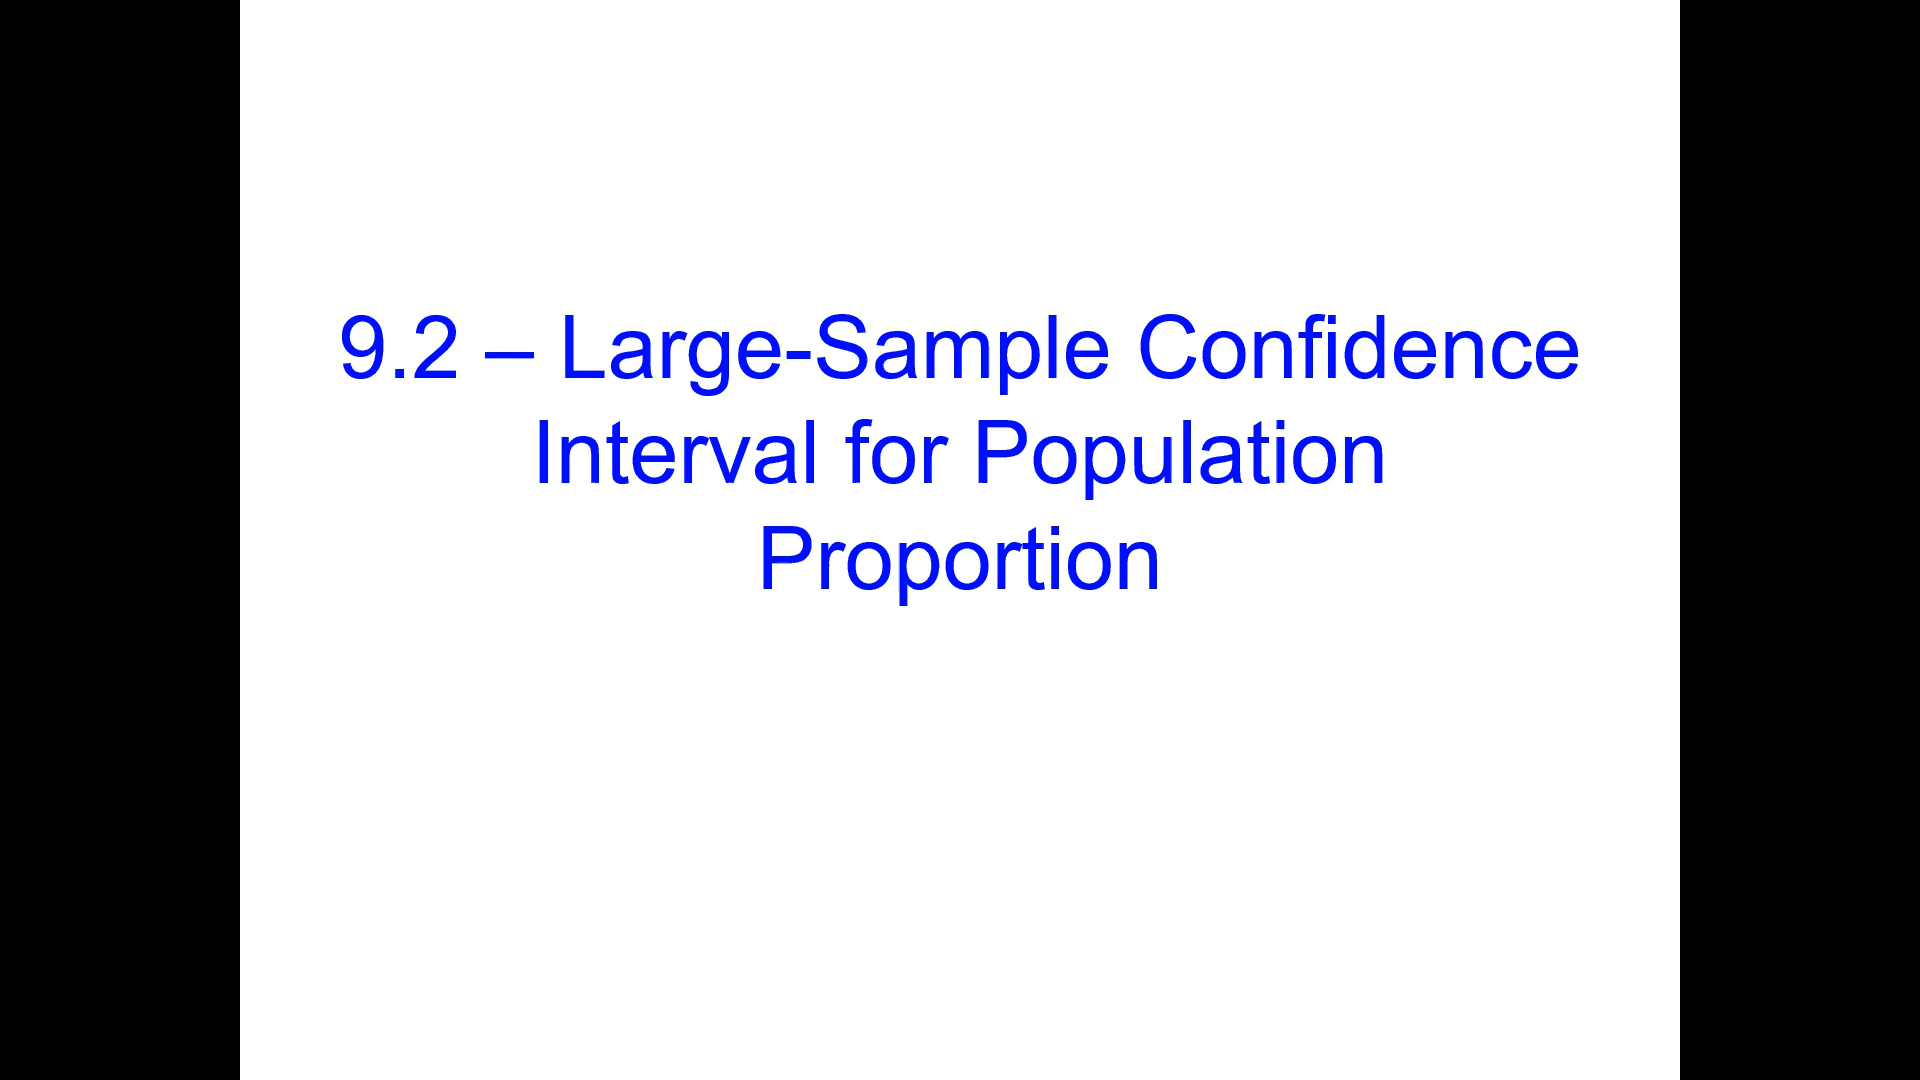 9.2 – Large-Sample Confidence
Interval for Population
Proportion